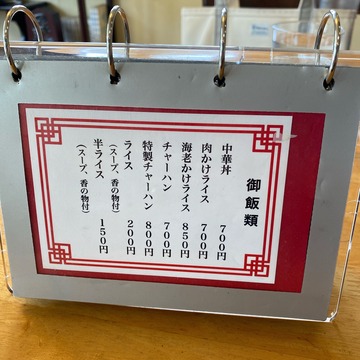 御飯類
中華丼 700円
肉かけライス 700円
海老かけライス 850円
チャーハン 700円
特製チャーハン 800円
ライス 200円
(スープ、香の物付)
半ライス 150円
(スープ、香の物付)